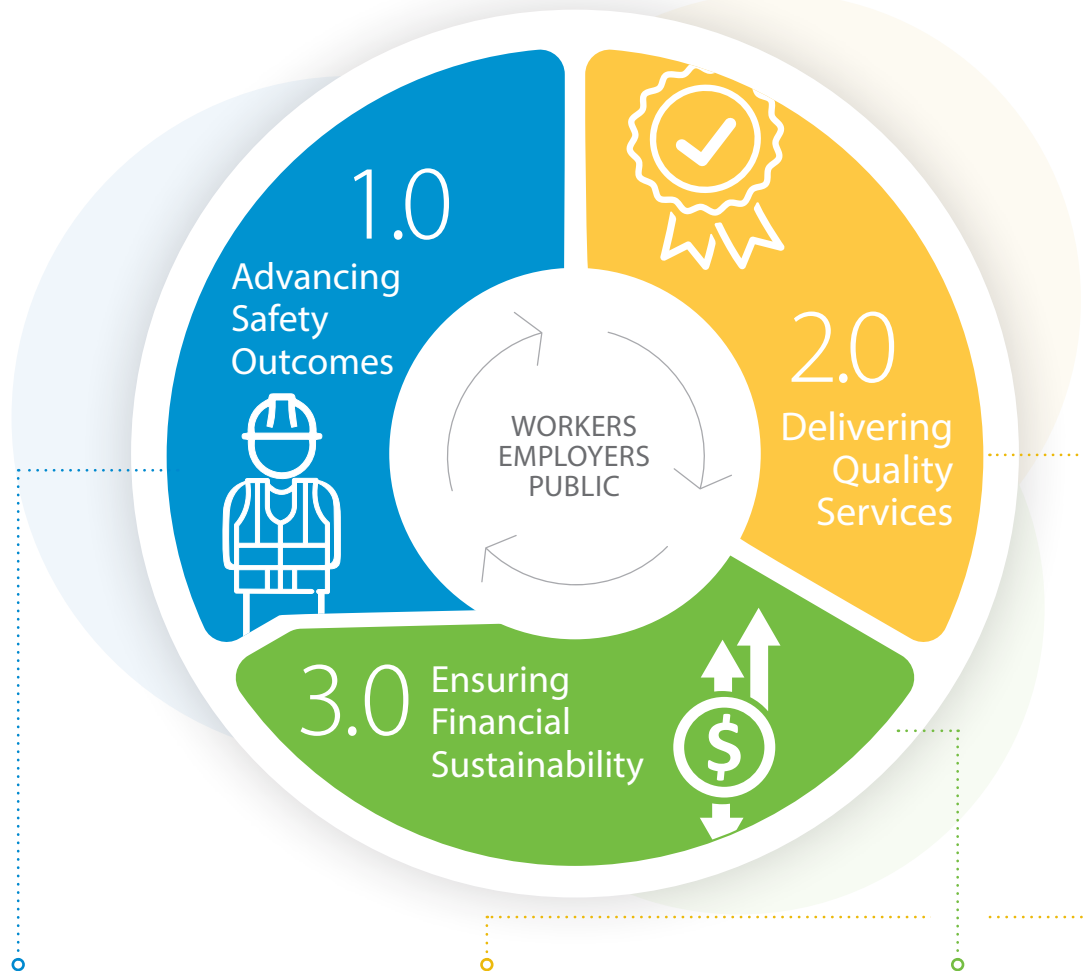 1.0
Advancing
Safety
Outcomes
2.0
Delivering
Quality
Services
WORKERS
EMPLOYERS
PUBLIC
3.0
Ensuring
Financial
Sustainability
$